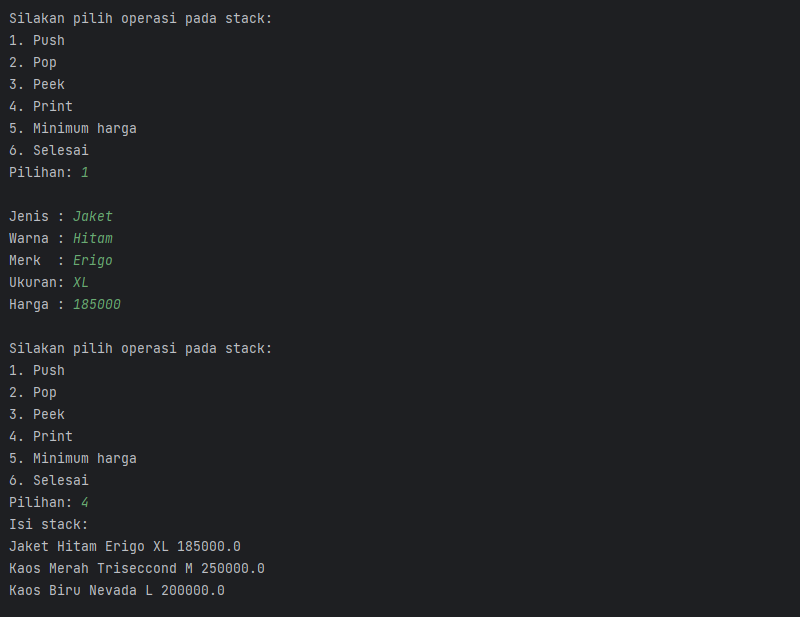 Silakan pilih operasi pada stack:
1. Push
2. Pop
3. Peek
4. Print
5. Minimum harga
6. Selesai
Pilihan: 1
Jenis : Jaket
Warna : Hitam
Merk  : Erigo
Ukuran: XL
Harga : 185000
Silakan pilih operasi pada stack:
1. Push
2. Pop
3. Peek
4. Print
5. Minimum harga
6. Selesai
Pilihan: 4
Isi stack:
Jaket Hitam Erigo XL 185000.0
Kaos Merah Triseccond M 250000.0
Kaos Biru Nevada L 200000.0